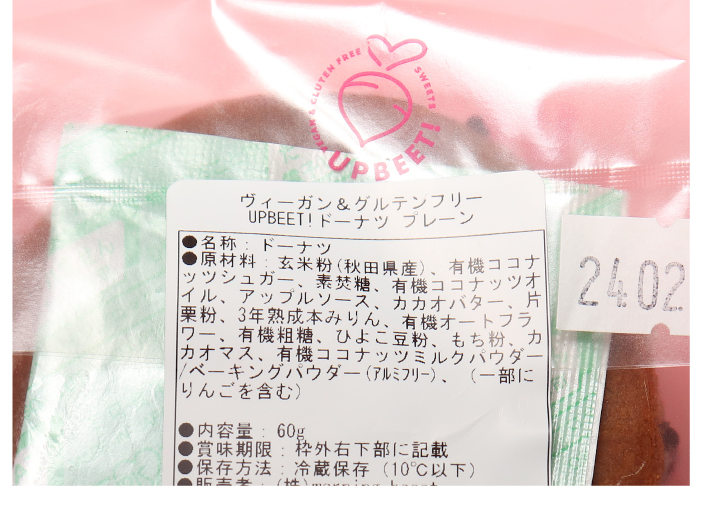 VEGAN & GLUTEN FREE SWEETS
UPBEET!
ヴィーガン＆グルテンフリー
UPBEET!ドーナツ プレーン
●名称：ドーナツ
●原材料：玄米粉(秋田県産)、有機ココナ
ッツシュガー、素焚糖、有機ココナッツオ
イル、アップルソース、カカオバター、片
栗粉、3年熟成本みりん、有機オートフラ
ワー、有機粗糖、ひよこ豆粉、もち粉、カ
カオマス、有機ココナッツミルクパウダー
/ベーキングパウダー(アルミフリー)、（一部に
りんごを含む）
●内容量：60g
●賞味期限：枠外右下部に記載
●保存方法：冷蔵保存（10℃以下）
●販売者：(株)morning
24.02.